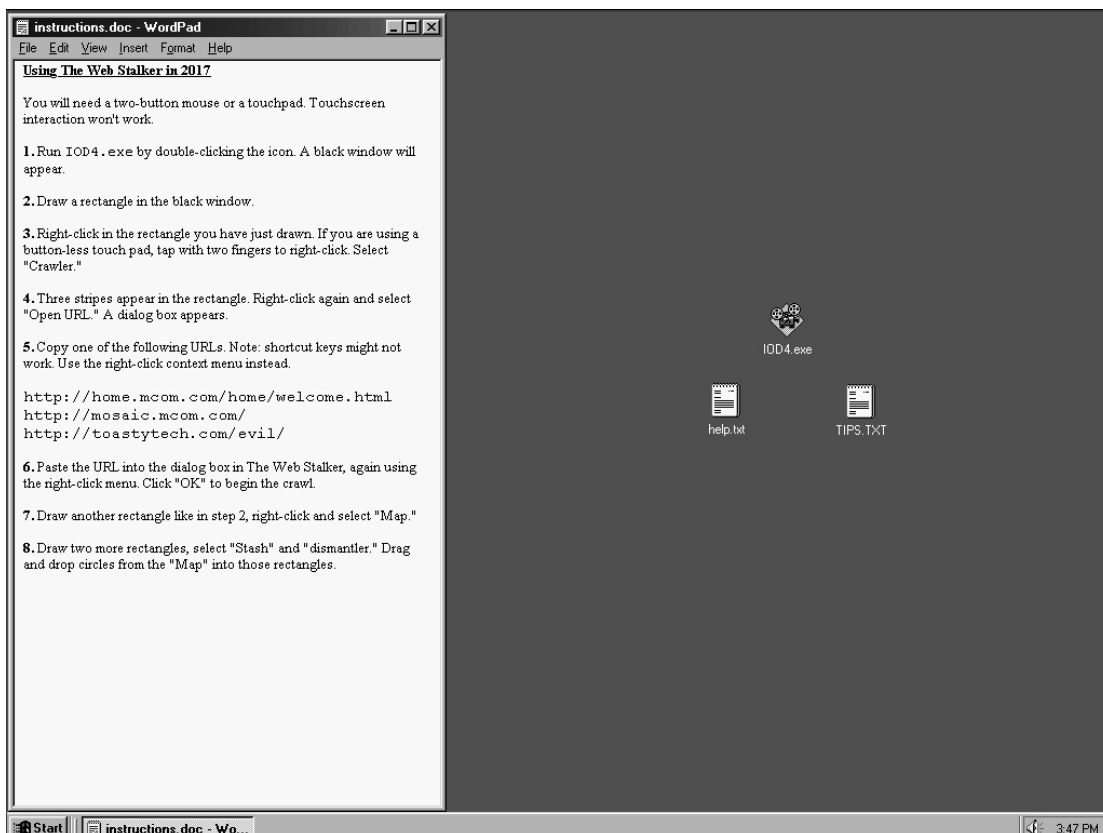 instructions.doc - WordPad
File Edit View Insert Format Help
Using The Web Stalker in 2017
You will need a two-button mouse or a touchpad. Touchscreen
interaction won't work.
1. Run IOD4.exe by double-clicking the icon. A black window will
appear.
2. Draw a rectangle in the black window.
3. Right-click in the rectangle you have just drawn. If you are using a
button-less touch pad, tap with two fingers to right-click. Select
"Crawler."
4. Three stripes appear in the rectangle. Right-click again and select
"Open URL." A dialog box appears.
5. Copy one of the following URLs. Note: shortcut keys might not
work. Use the right-click context menu instead.
http://home.mcom.com/home/welcome.html
http://mosaic.mcom.com/
http://toastytech.com/evil/
6. Paste the URL into the dialog box in The Web Stalker, again using
the right-click menu. Click "OK" to begin the crawl.
7. Draw another rectangle like in step 2, right-click and select "Map."
8. Draw two more rectangles, select "Stash" and "dismantler." Drag
and drop circles from the "Map" into those rectangles.
IOD4.exe
help.txt
TIPS.TXT
Start
instructions.doc - Wo...
3:47 PM